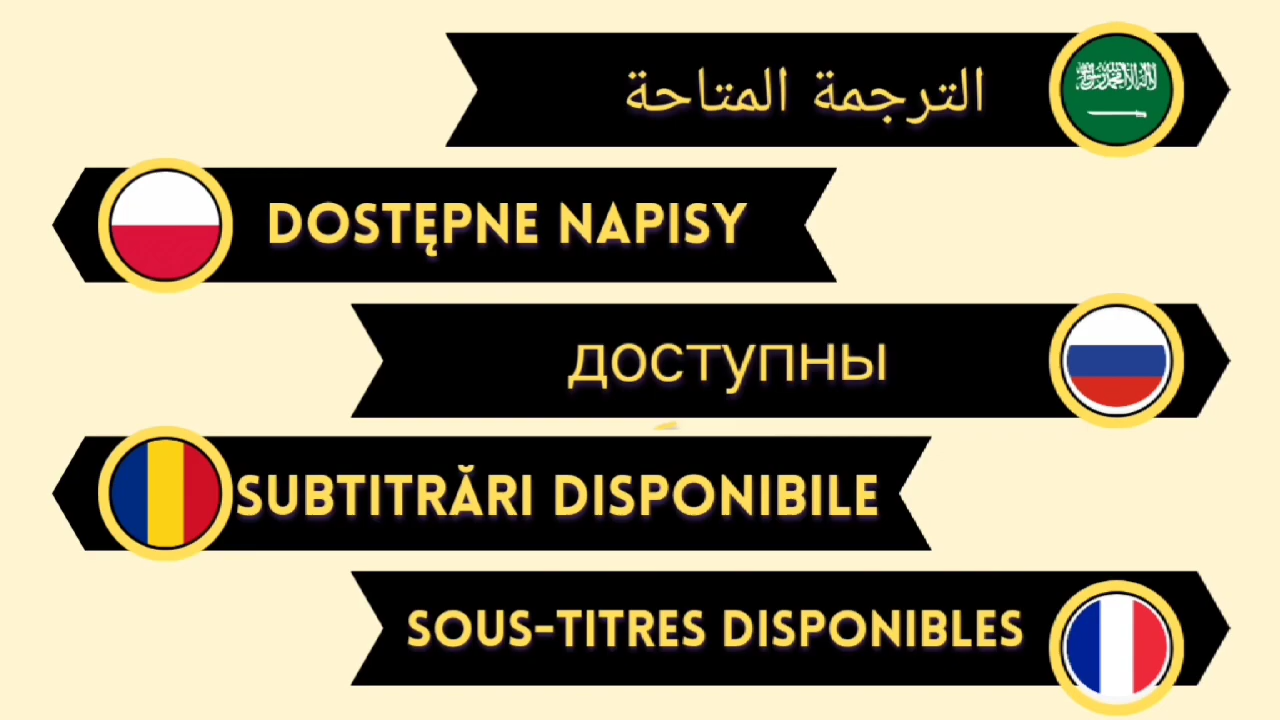 الترجمة المتاحة
DOSTĘPNE NAPISY
доступны
SUBTITRĂRI DISPONIBILE
SOUS-TITRES DISPONIBLES